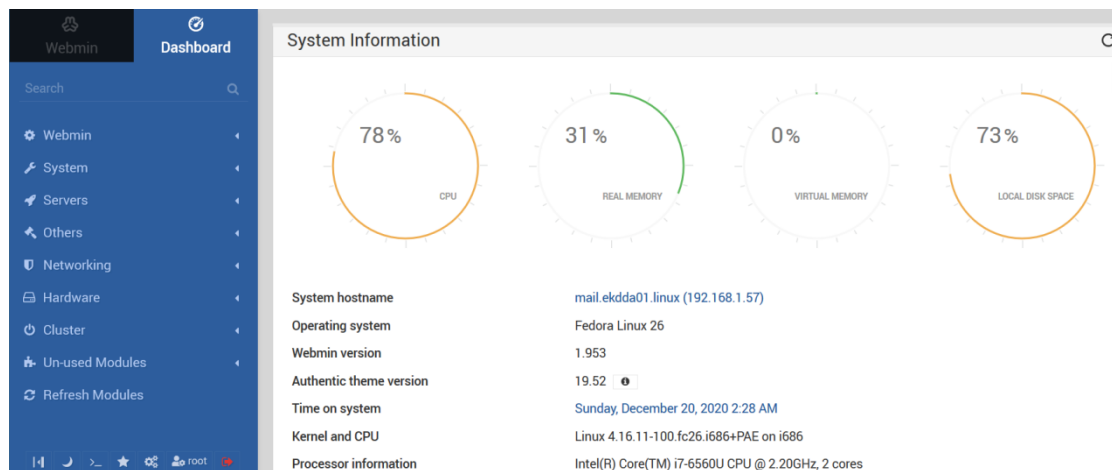 Webmin
Dashboard
Search
Webmin
System
Servers
Others
Networking
Hardware
Cluster
Un-used Modules
Refresh Modules
root
System Information
78%
CPU
31%
REAL MEMORY
0%
VIRTUAL MEMORY
73%
LOCAL DISK SPACE
System hostname mail.ekdda01.linux (192.168.1.57)
Operating system Fedora Linux 26
Webmin version 1.953
Authentic theme version 19.52
Time on system Sunday, December 20, 2020 2:28 AM
Kernel and CPU Linux 4.16.11-100.fc26.i686+PAE on i686
Processor information Intel(R) Core(TM) i7-6560U CPU @ 2.20GHz, 2 cores